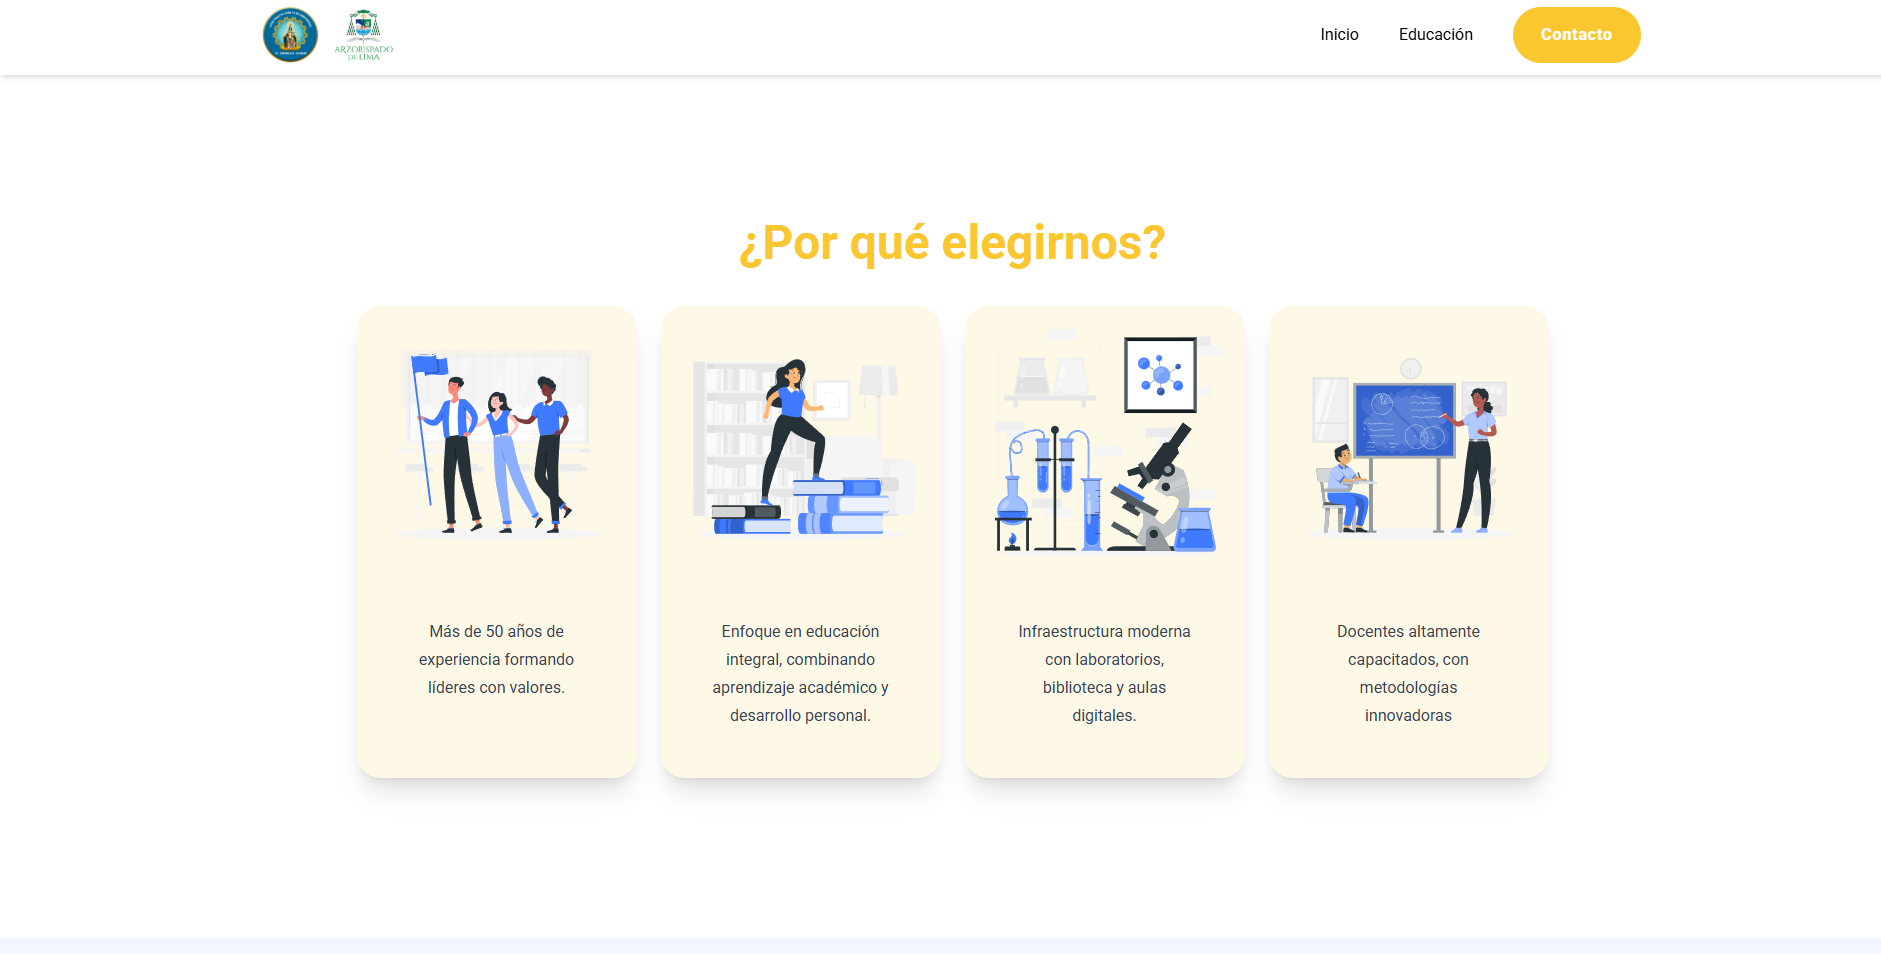 ARZOBISPADO
DE LIMA
Inicio
Educación
Contacto
¿Por qué elegirnos?
Más de 50 años de
experiencia formando
líderes con valores.
Enfoque en educación
integral, combinando
aprendizaje académico y
desarrollo personal.
Infraestructura moderna
con laboratorios,
biblioteca y aulas
digitales.
Docentes altamente
capacitados, con
metodologías
innovadoras